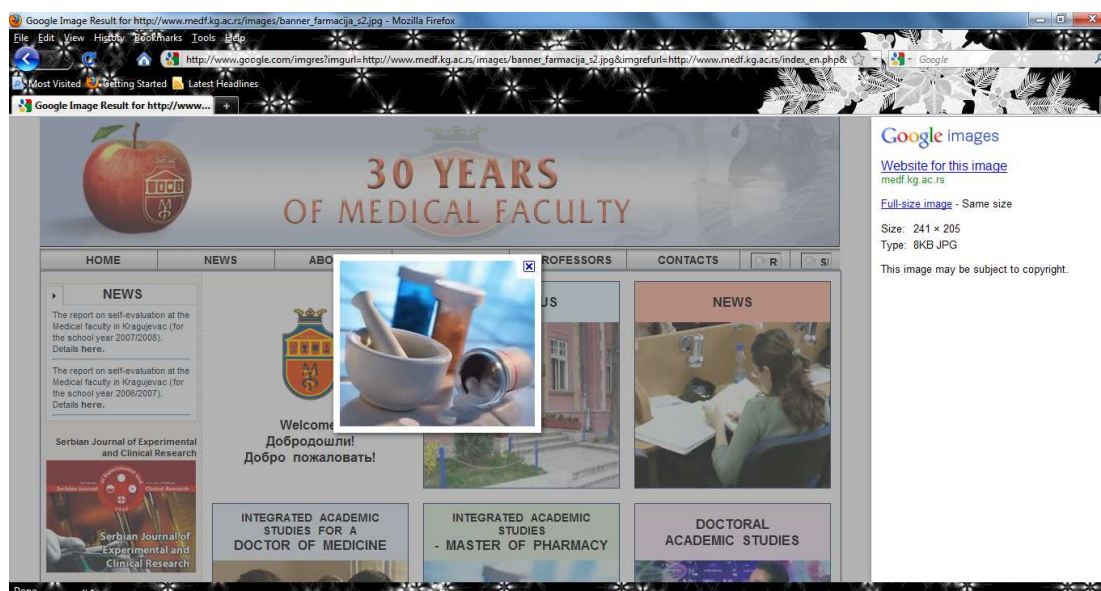 Google Image Result for http://www.medf.kg.ac.rs/images/banner_farmacija_s2.jpg - Mozilla Firefox
File Edit View History Bookmarks Tools Help
http://www.google.com/imgres?imgurl=http://www.medf.kg.ac.rs/images/banner_farmacija_s2.jpg&imgrefurl=http://www.medf.kg.ac.rs/index_en.php&
Google
Most Visited Getting Started Latest Headlines
Google Image Result for http://www...
30 YEARS
OF MEDICAL FACULTY
HOME NEWS ABO ROFESSORS CONTACTS R
NEWS
The report on self-evaluation at the
Medical faculty in Kragujevac (for
the school year 2007/2008).
Details here.
The report on self-evaluation at the
Medical faculty in Kragujevac (for
the school year 2006/2007).
Details here.
Serbian Journal of Experimental
and Clinical Research
Serbian Journal of
Experimental and
Clinical Research
Welcome
Добродошли!
Добро пожаловать!
US
NEWS
INTEGRATED ACADEMIC
STUDIES FOR A
DOCTOR OF MEDICINE
INTEGRATED ACADEMIC
STUDIES
- MASTER OF PHARMACY
DOCTORAL
ACADEMIC STUDIES
Google images
Website for this image
medf.kg.ac.rs
Full-size image - Same size
Size: 241 × 205
Type: 8KB JPG
This image may be subject to copyright.
Done